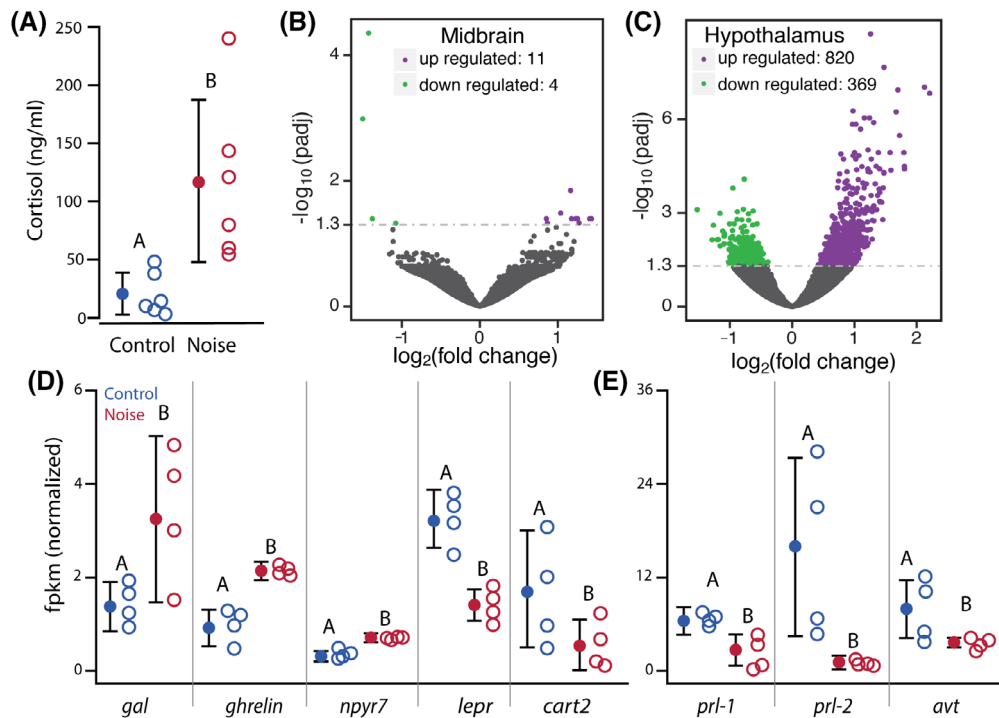 (A)
250
200
150
100
50
0
Cortisol (ng/ml)
A
B
Control
Noise
(B)
Midbrain
up regulated: 11
down regulated: 4
4
2
1.3
0
-log10 (padj)
-1
0
1
log2(fold change)
(C)
Hypothalamus
up regulated: 820
down regulated: 369
6
3
1.3
0
-log10 (padj)
-1
0
1
2
log2(fold change)
(D)
Control
Noise
6
4
2
0
fpkm (normalized)
A
B
A
B
A
B
A
B
A
B
gal
ghrelin
npyr7
lepr
cart2
(E)
36
24
12
0
A
B
A
B
A
B
prl-1
prl-2
avt